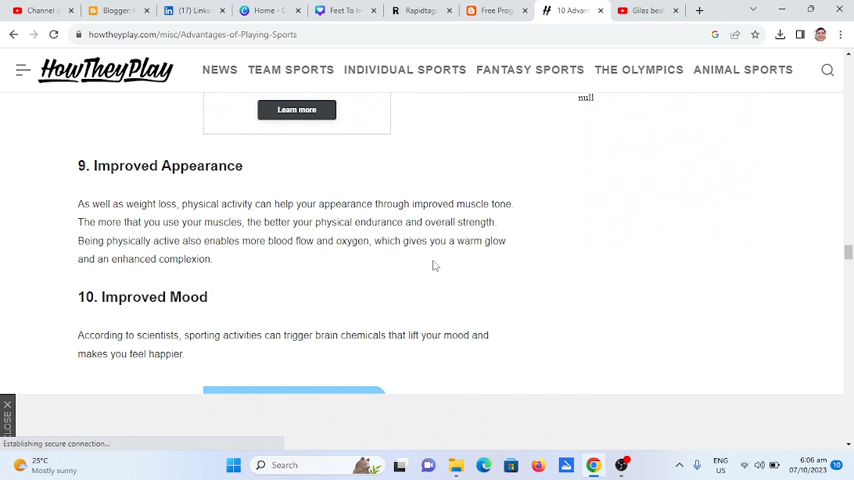 Channel
Bloggen
(17) Linke
Home - C
Feet To In
Rapidtags
Free Prog
10 Advan
Gilas bes
howtheyplay.com/misc/Advantages-of-Playing-Sports
HowTheyPlay NEWS TEAM SPORTS INDIVIDUAL SPORTS FANTASY SPORTS THE OLYMPICS ANIMAL SPORTS
null
Learn more
9. Improved Appearance
As well as weight loss, physical activity can help your appearance through improved muscle tone.
The more that you use your muscles, the better your physical endurance and overall strength.
Being physically active also enables more blood flow and oxygen, which gives you a warm glow
and an enhanced complexion.
10. Improved Mood
According to scientists, sporting activities can trigger brain chemicals that lift your mood and
makes you feel happier.
CLOSE
Establishing secure connection...
25°C
Mostly sunny
Search
ENG
US
6:06 am
07/10/2023
10